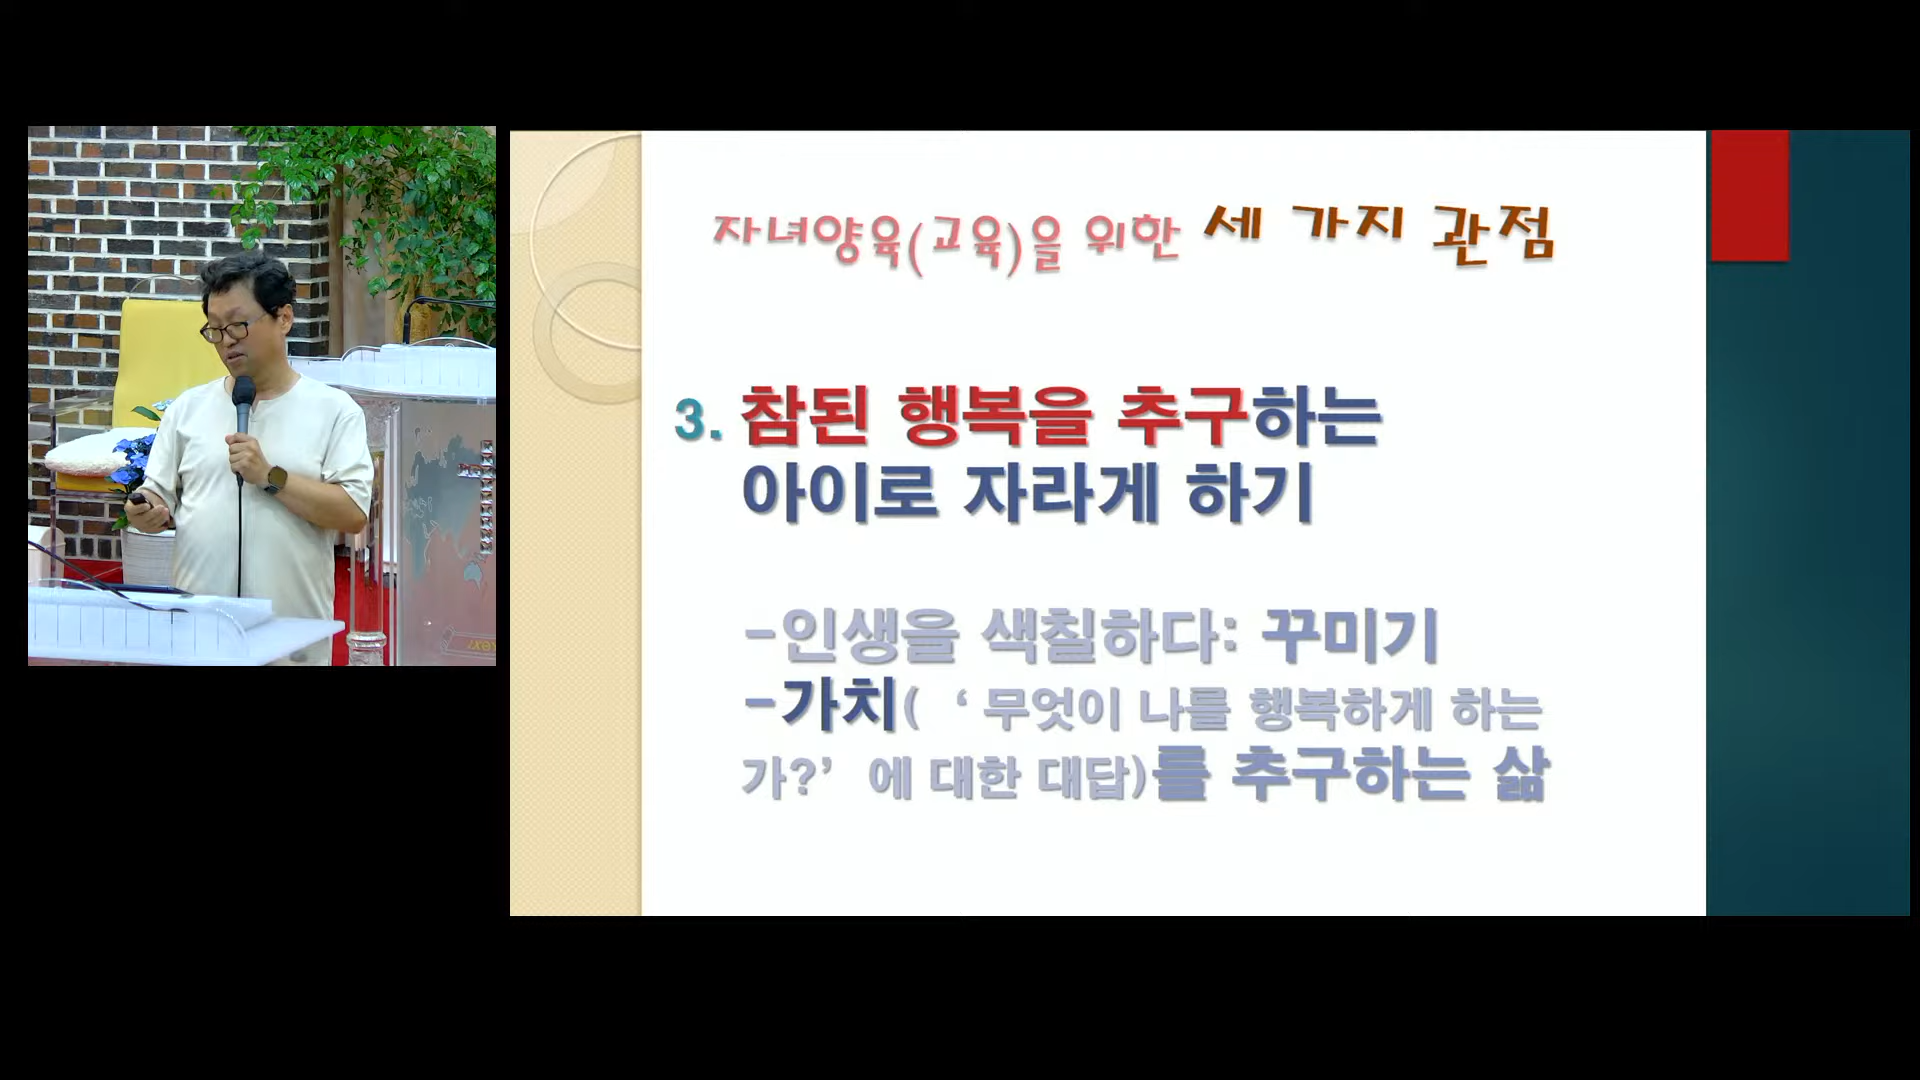 자녀양육(교육)을 위한 세 가지 관점
3. 참된 행복을 추구하는
아이로 자라게 하기
-인생을 색칠하다: 꾸미기
-가치( ‘ 무엇이 나를 행복하게 하는
가?’ 에 대한 대답)를 추구하는 삶